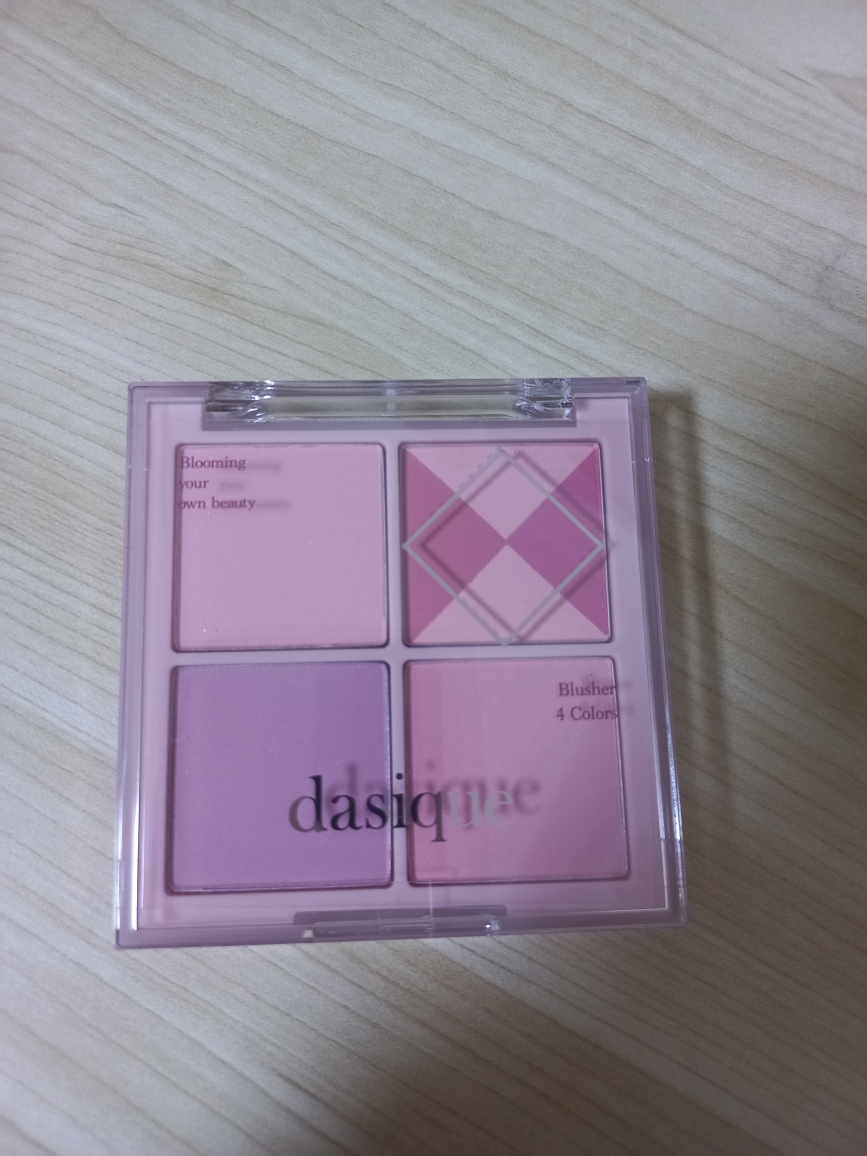 Blooming
your
own beauty
Blusher
4 Colors
dasique